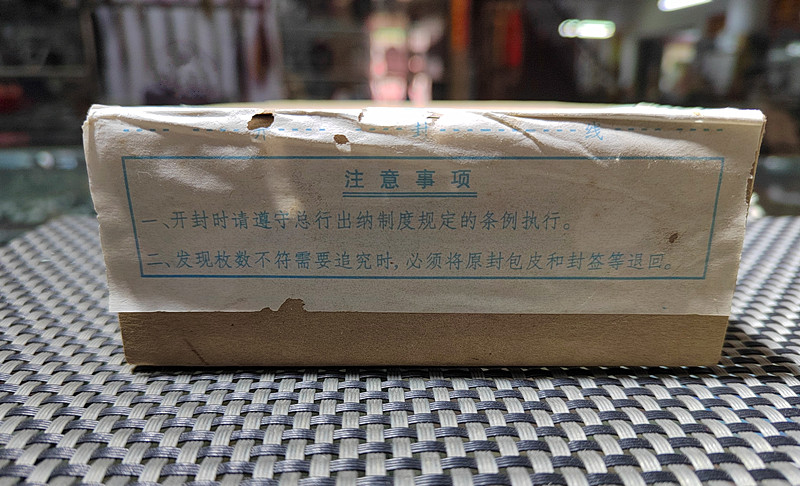 封 线
注意事项
一、开封时请遵守总行出纳制度规定的条例执行。
二、发现枚数不符需要追究时,必须将原封包皮和封签等退回。